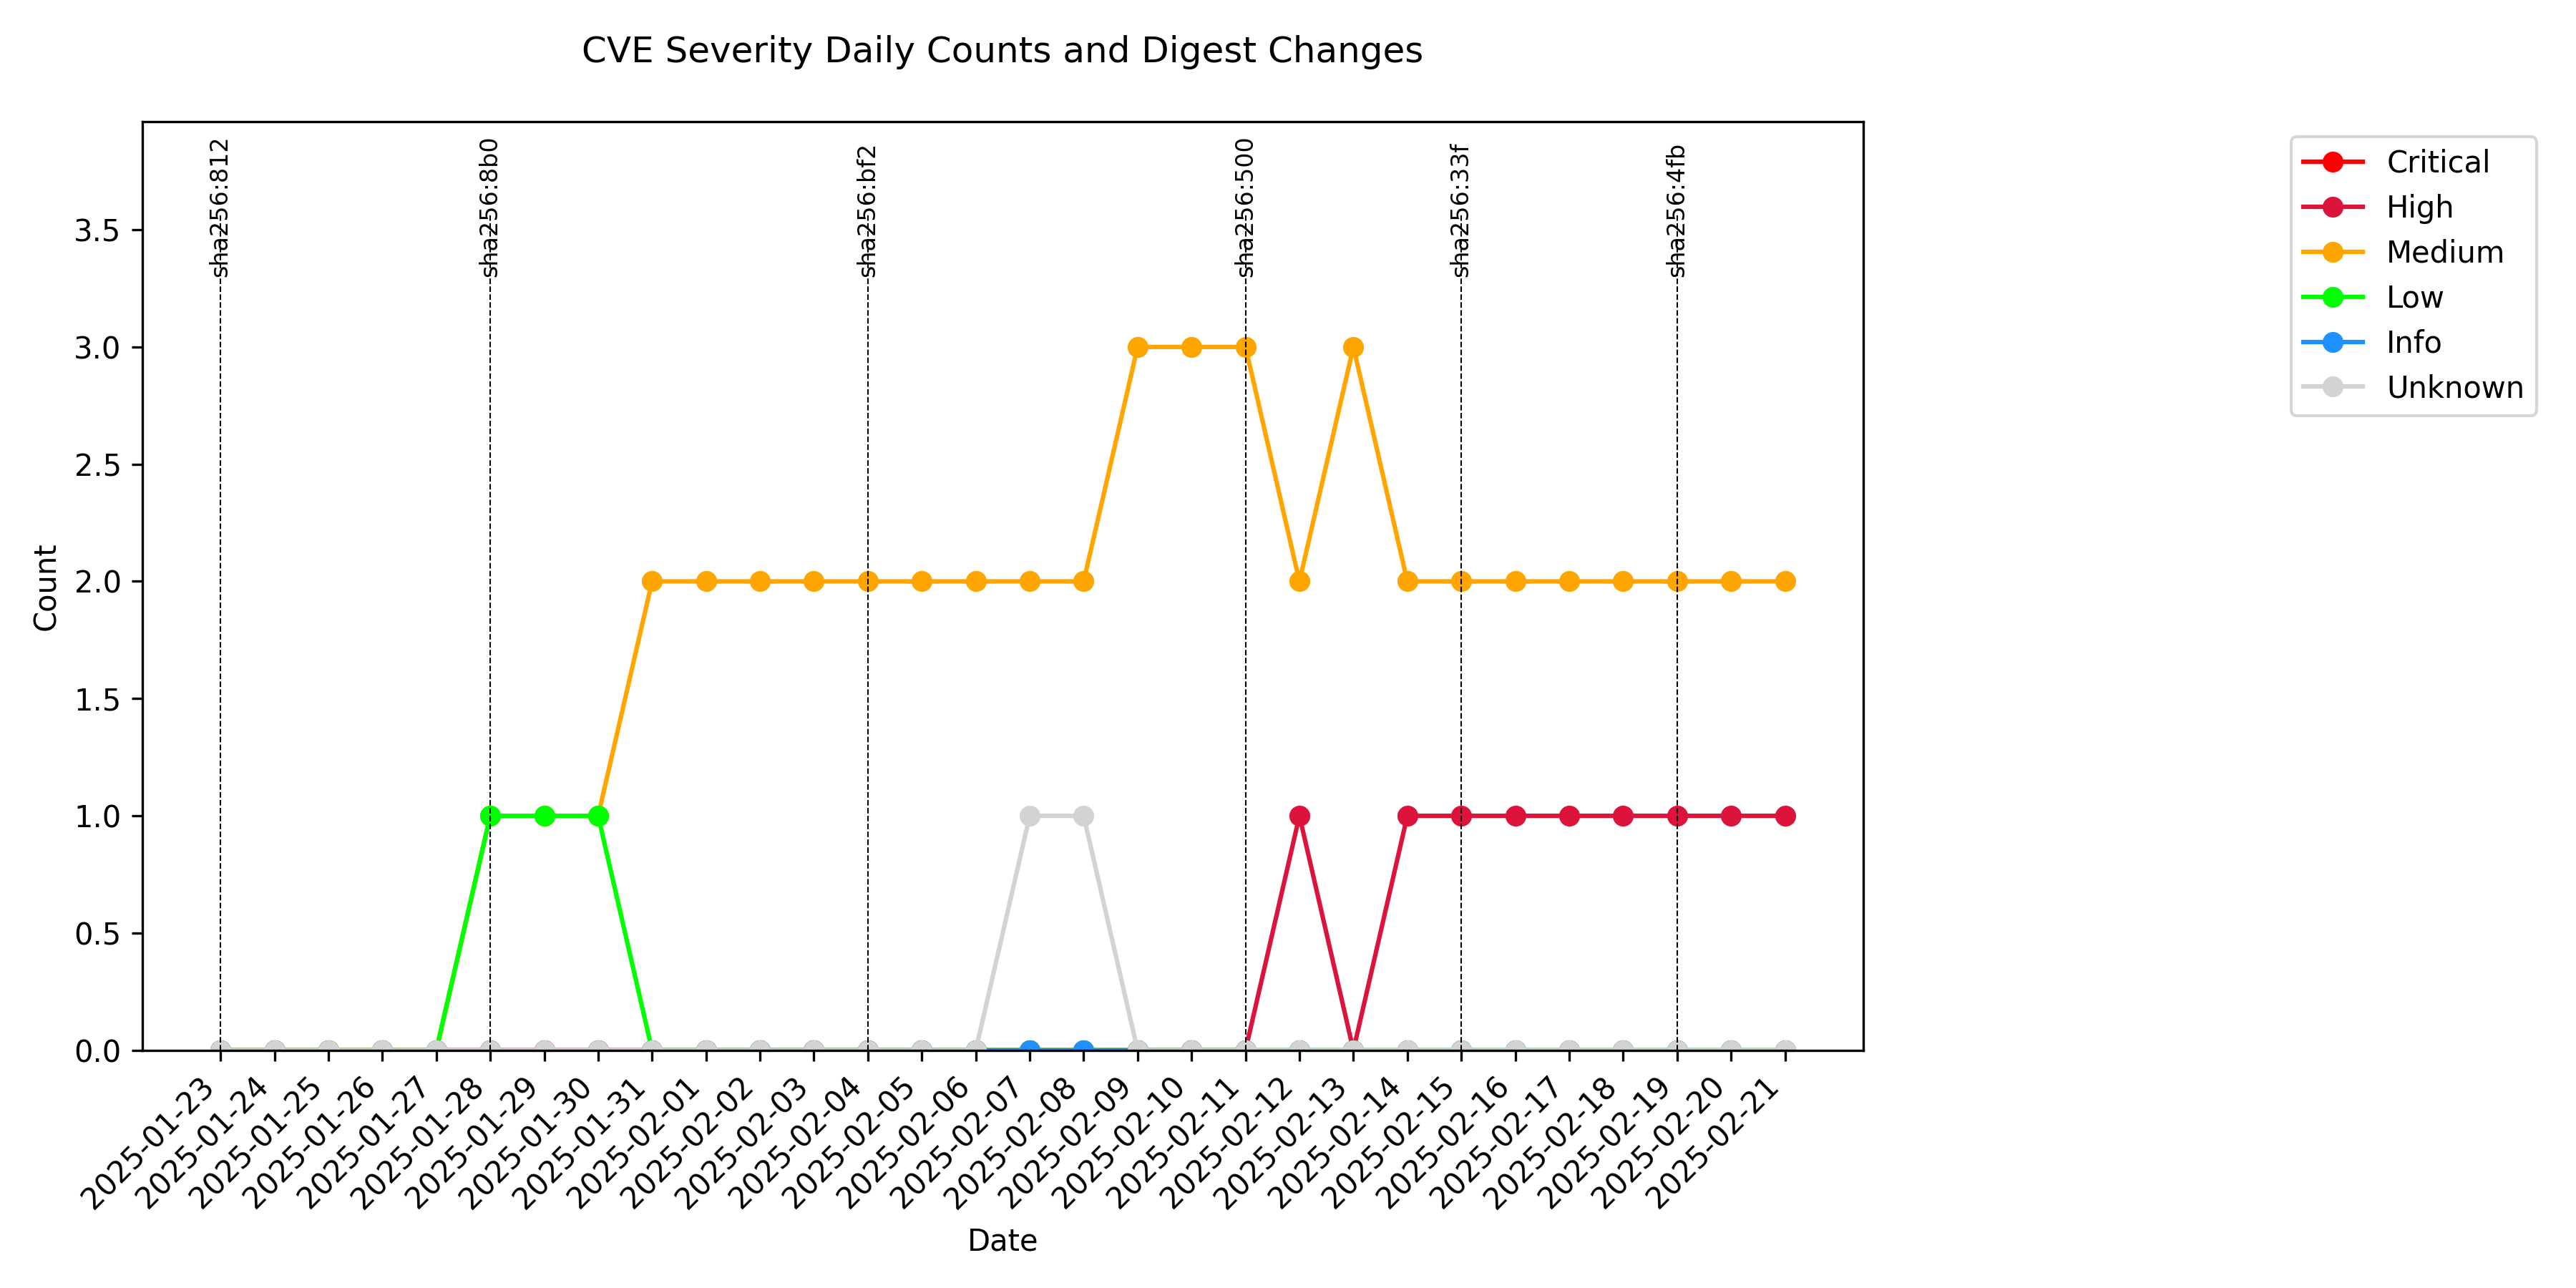 CVE Severity Daily Counts and Digest Changes
sha256:812
sha256:8b0
sha256:bf2
sha256:500
sha256:33f
sha256:4fb
Critical
High
Medium
Low
Info
Unknown
3.5
3.0
2.5
2.0
1.5
1.0
0.5
0.0
Count
2025-01-23
2025-01-24
2025-01-25
2025-01-26
2025-01-27
2025-01-28
2025-01-29
2025-01-30
2025-01-31
2025-02-01
2025-02-02
2025-02-03
2025-02-04
2025-02-05
2025-02-06
2025-02-07
2025-02-08
2025-02-09
2025-02-10
2025-02-11
2025-02-12
2025-02-13
2025-02-14
2025-02-15
2025-02-16
2025-02-17
2025-02-18
2025-02-19
2025-02-20
2025-02-21
Date